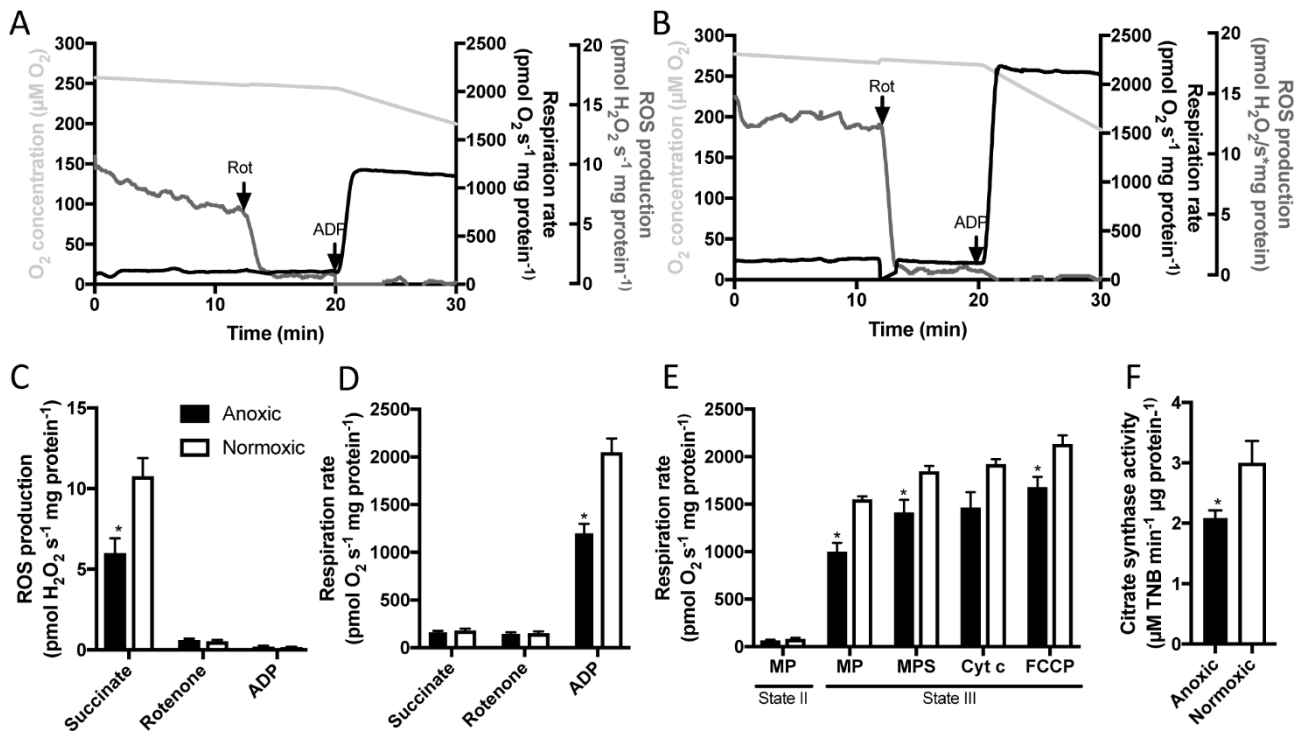 A
O₂ concentration (µM O₂)
300
250
200
150
100
50
0
0
10
20
30
Time (min)
Rot
ADP
2500
2000
1500
1000
500
0
Respiration rate
(pmol O₂ s⁻¹ mg protein⁻¹)
20
15
10
5
0
ROS production
(pmol H₂O₂ s⁻¹ mg protein⁻¹)
B
O₂ concentration (µM O₂)
300
250
200
150
100
50
0
0
10
20
30
Time (min)
Rot
ADP
2500
2000
1500
1000
500
0
Respiration rate
(pmol O₂ s⁻¹ mg protein⁻¹)
20
15
10
5
0
ROS production
(pmol H₂O₂/s*mg protein)
C
ROS production
(pmol H₂O₂ s⁻¹ mg protein⁻¹)
15
10
5
0
*
Anoxic
Normoxic
Succinate
Rotenone
ADP
D
Respiration rate
(pmol O₂ s⁻¹ mg protein⁻¹)
2500
2000
1500
1000
500
0
*
Succinate
Rotenone
ADP
E
Respiration rate
(pmol O₂ s⁻¹ mg protein⁻¹)
2500
2000
1500
1000
500
0
*
*
*
MP
MP
MPS
Cyt c
FCCP
State II
State III
F
Citrate synthase activity
(µM TNB min⁻¹ µg protein-¹)
4
3
2
1
0
*
Anoxic
Normoxic